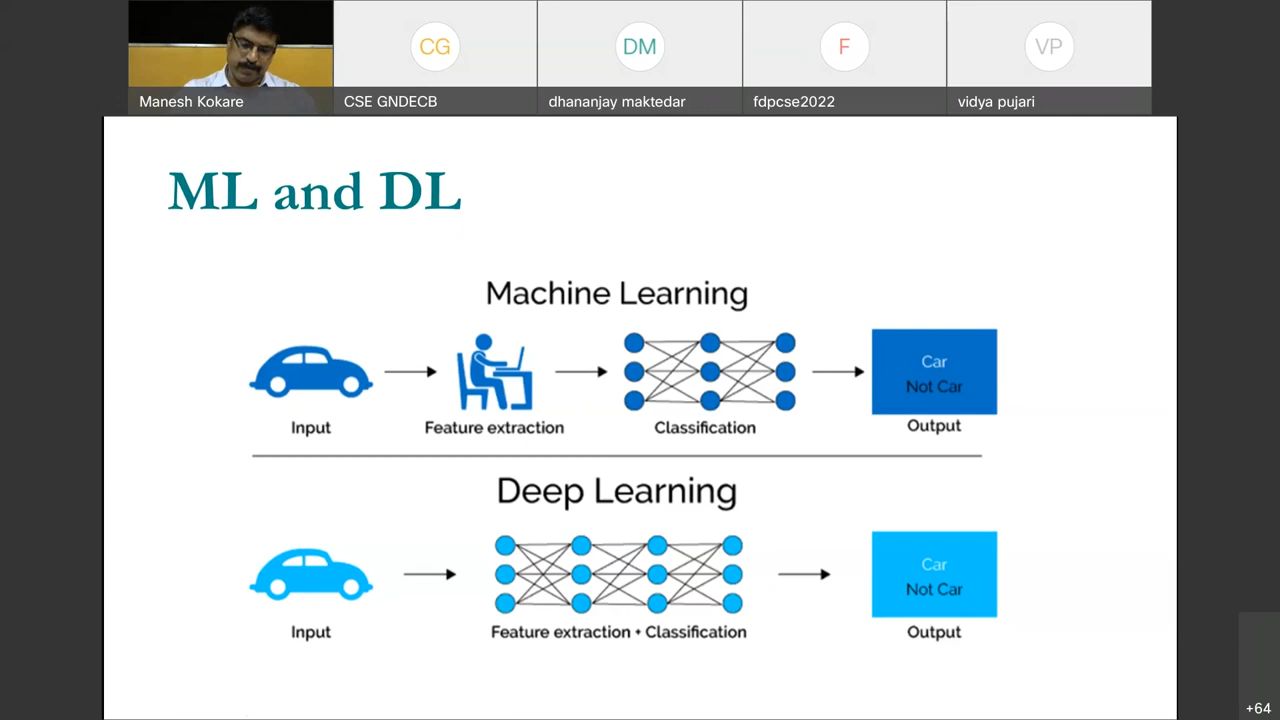 CG
DM
F
VP
Manesh Kokare
CSE GNDECB
dhananjay maktedar
fdpcse2022
vidya pujari
ML and DL
Machine Learning
Car
Not Car
Input
Feature extraction
Classification
Output
Deep Learning
Car
Not Car
Input
Feature extraction + Classification
Output
+64